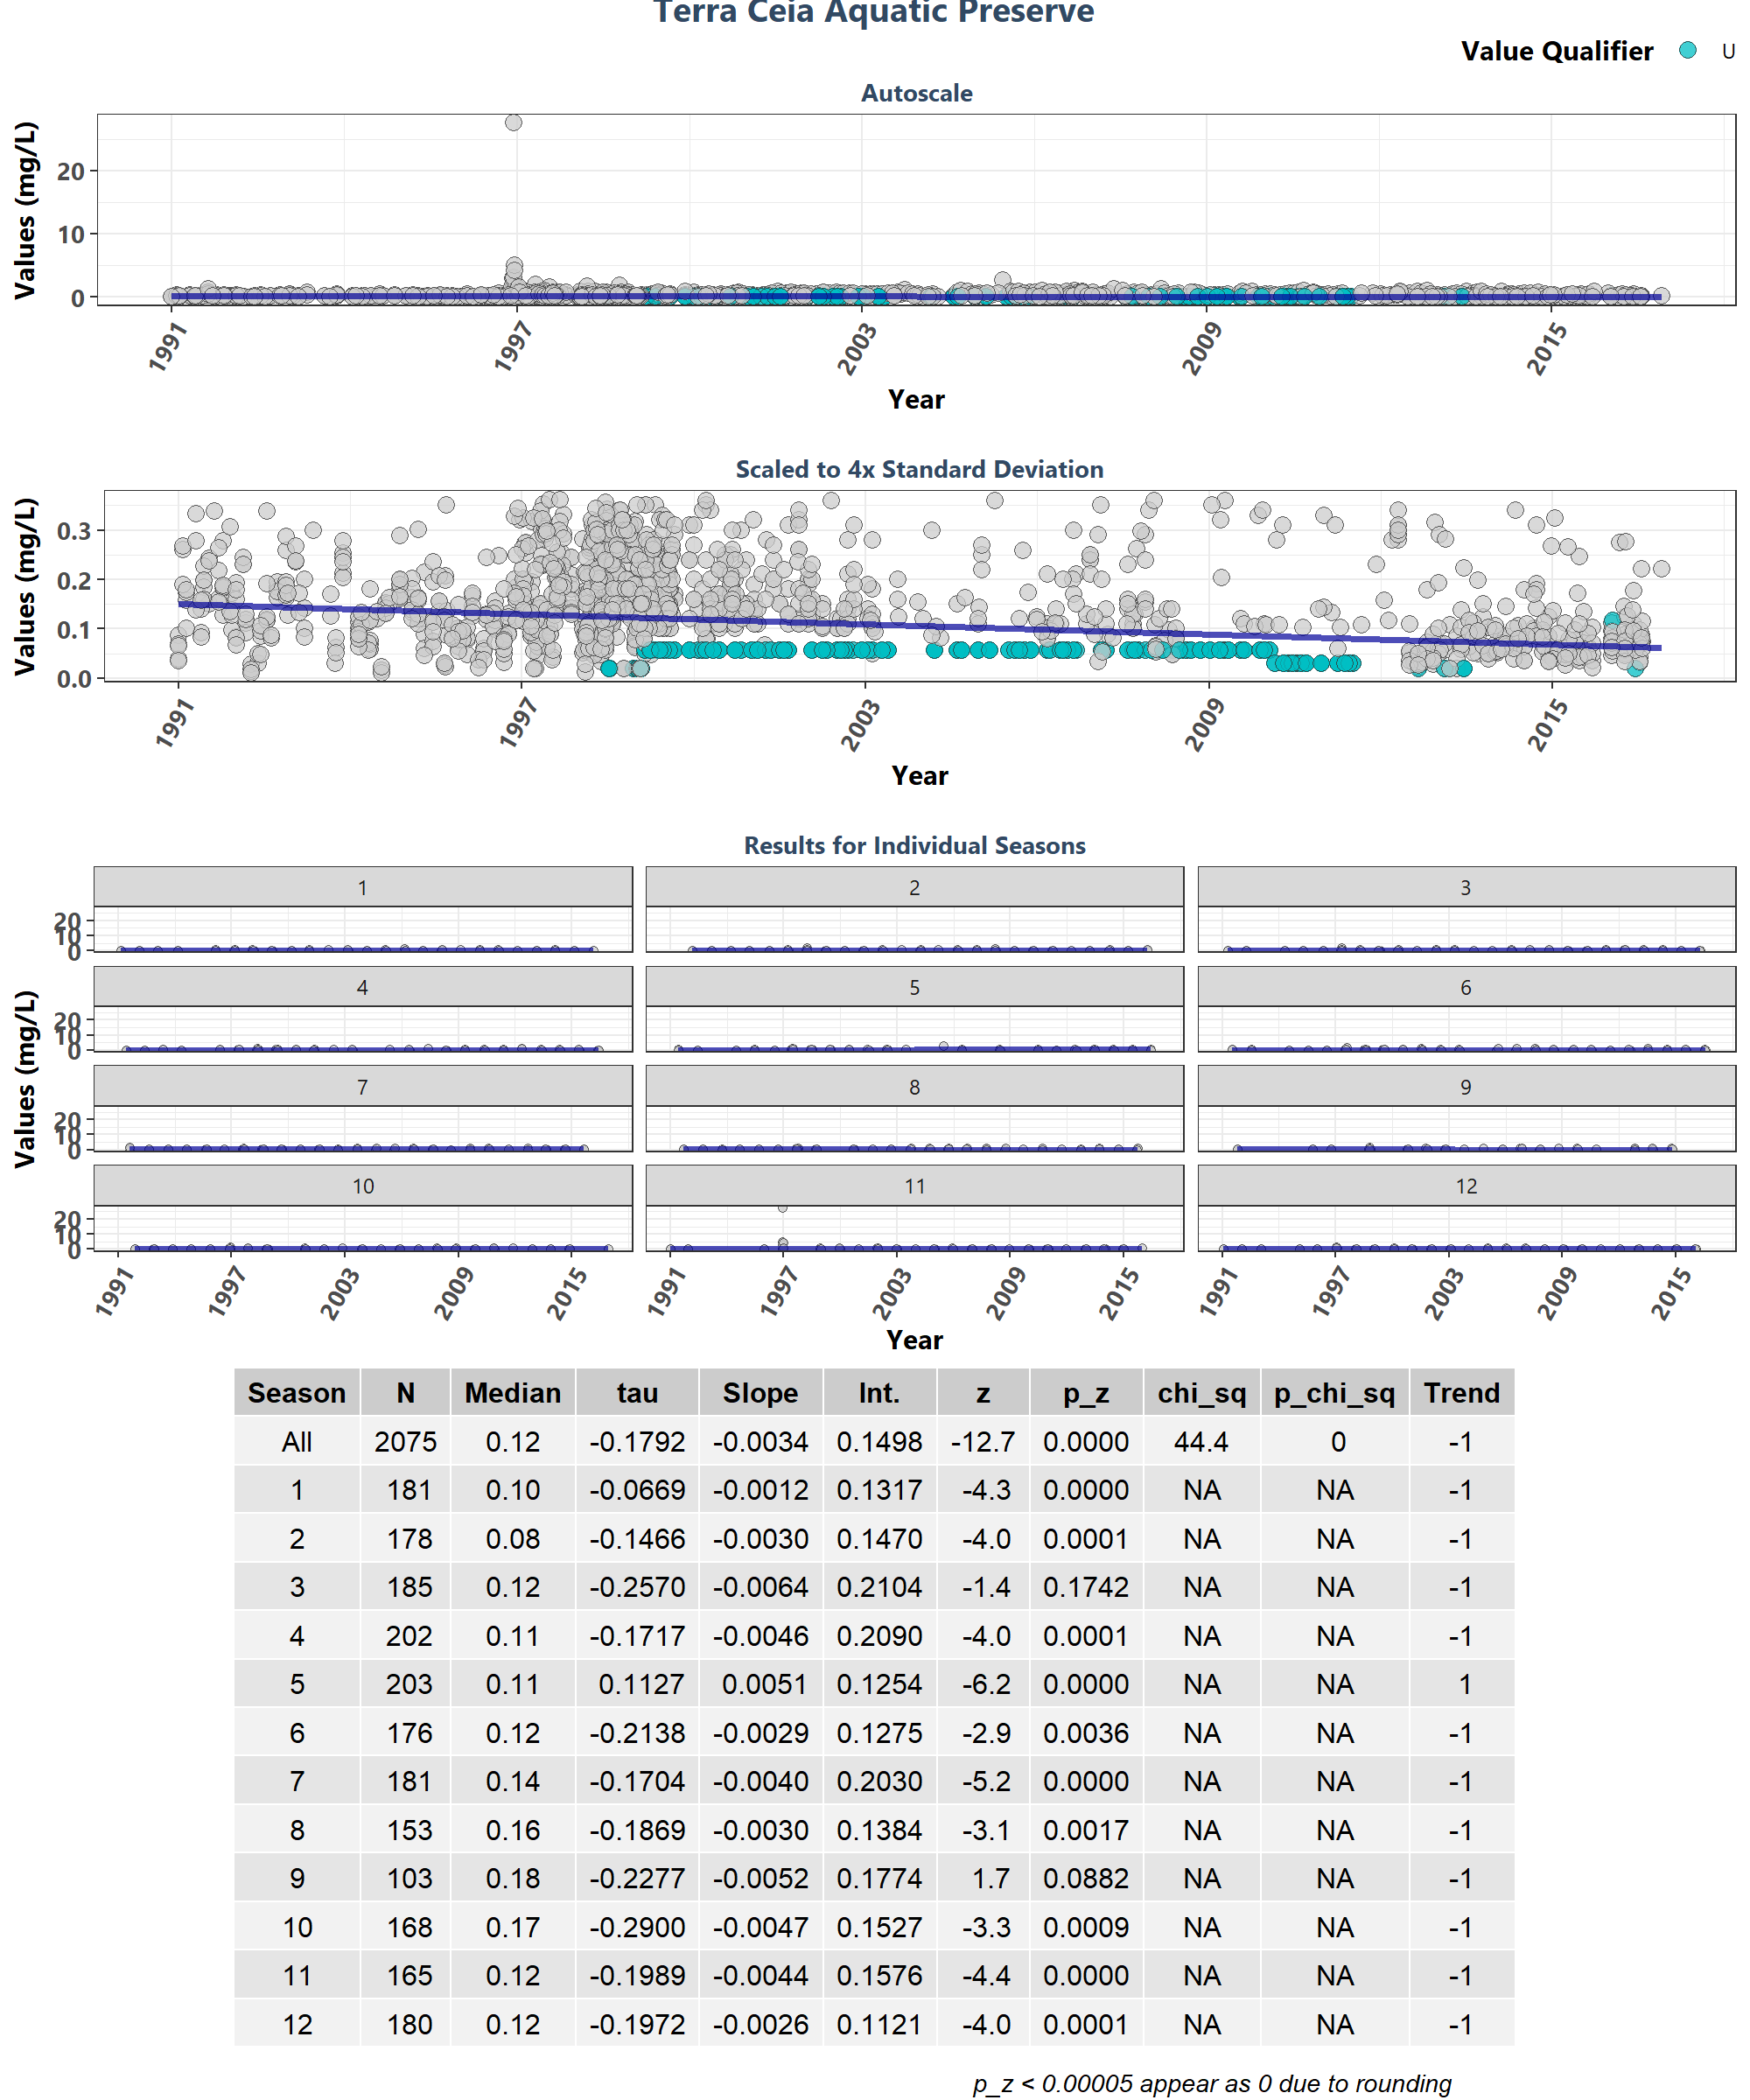 Terra Ceia Aquatic Preserve
Value Qualifier U
Autoscale
Values (mg/L)
20
10
0
1991 1997 2003 2009 2015
Year
Scaled to 4x Standard Deviation
Values (mg/L)
0.3
0.2
0.1
0.0
1991 1997 2003 2009 2015
Year
Results for Individual Seasons
Values (mg/L)
1 2 3
20
10
0
4 5 6
20
10
0
7 8 9
20
10
0
10 11 12
20
10
0
1991 1997 2003 2009 2015 1991 1997 2003 2009 2015 1991 1997 2003 2009 2015
Year
Season N Median tau Slope Int. z p_z chi_sq p_chi_sq Trend
All 2075 0.12 -0.1792 -0.0034 0.1498 -12.7 0.0000 44.4 0 -1
1 181 0.10 -0.0669 -0.0012 0.1317 -4.3 0.0000 NA NA -1
2 178 0.08 -0.1466 -0.0030 0.1470 -4.0 0.0001 NA NA -1
3 185 0.12 -0.2570 -0.0064 0.2104 -1.4 0.1742 NA NA -1
4 202 0.11 -0.1717 -0.0046 0.2090 -4.0 0.0001 NA NA -1
5 203 0.11 0.1127 0.0051 0.1254 -6.2 0.0000 NA NA 1
6 176 0.12 -0.2138 -0.0029 0.1275 -2.9 0.0036 NA NA -1
7 181 0.14 -0.1704 -0.0040 0.2030 -5.2 0.0000 NA NA -1
8 153 0.16 -0.1869 -0.0030 0.1384 -3.1 0.0017 NA NA -1
9 103 0.18 -0.2277 -0.0052 0.1774 1.7 0.0882 NA NA -1
10 168 0.17 -0.2900 -0.0047 0.1527 -3.3 0.0009 NA NA -1
11 165 0.12 -0.1989 -0.0044 0.1576 -4.4 0.0000 NA NA -1
12 180 0.12 -0.1972 -0.0026 0.1121 -4.0 0.0001 NA NA -1
p_z < 0.00005 appear as 0 due to rounding